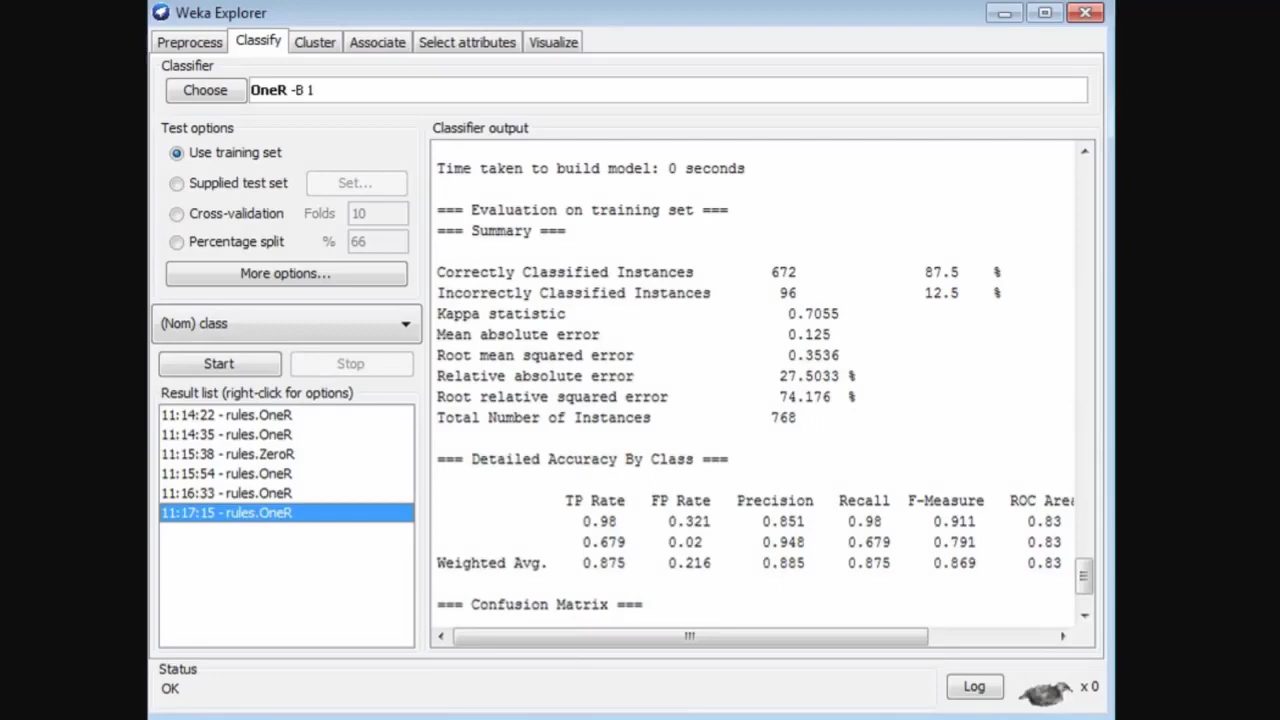 Weka Explorer
Preprocess Classify Cluster Associate Select attributes Visualize
Classifier
Choose OneR -B 1
Test options
Use training set
Supplied test set Set...
Cross-validation Folds 10
Percentage split % 66
More options...
(Nom) class
Start Stop
Result list (right-click for options)
11:14:22 - rules.OneR
11:14:35 - rules.OneR
11:15:38 - rules.ZeroR
11:15:54 - rules.OneR
11:16:33 - rules.OneR
11:17:15 - rules.OneR
Classifier output
Time taken to build model: 0 seconds
=== Evaluation on training set ===
=== Summary ===
Correctly Classified Instances 672 87.5 %
Incorrectly Classified Instances 96 12.5 %
Kappa statistic 0.7055
Mean absolute error 0.125
Root mean squared error 0.3536
Relative absolute error 27.5033 %
Root relative squared error 74.176 %
Total Number of Instances 768
=== Detailed Accuracy By Class ===
TP Rate FP Rate Precision Recall F-Measure ROC Area
0.98 0.321 0.851 0.98 0.911 0.83
0.679 0.02 0.948 0.679 0.791 0.83
Weighted Avg. 0.875 0.216 0.885 0.875 0.869 0.83
=== Confusion Matrix ===
Status
OK
Log x 0